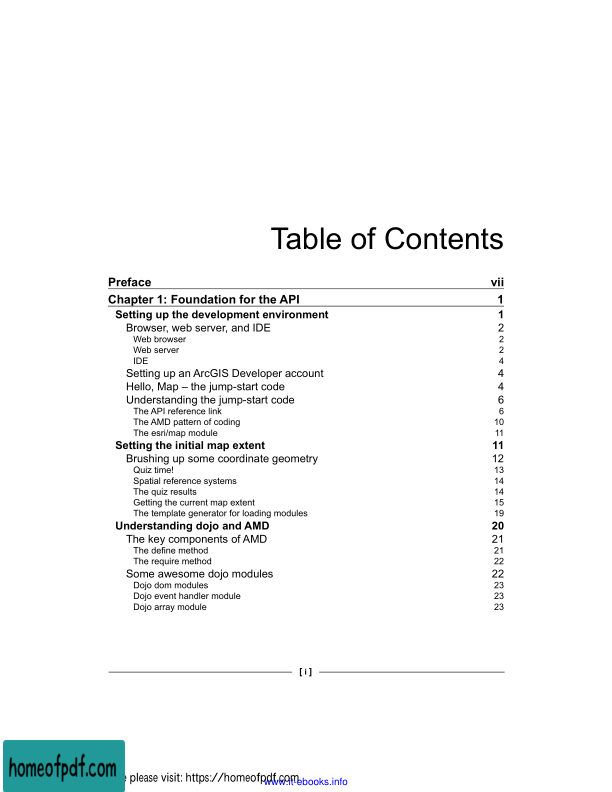 Table of Contents
Preface vii
Chapter 1: Foundation for the API 1
Setting up the development environment 1
Browser, web server, and IDE 2
Web browser 2
Web server 2
IDE 4
Setting up an ArcGIS Developer account 4
Hello, Map – the jump-start code 4
Understanding the jump-start code 6
The API reference link 6
The AMD pattern of coding 10
The esri/map module 11
Setting the initial map extent 11
Brushing up some coordinate geometry 12
Quiz time! 13
Spatial reference systems 14
The quiz results 14
Getting the current map extent 15
The template generator for loading modules 19
Understanding dojo and AMD 20
The key components of AMD 21
The define method 21
The require method 22
Some awesome dojo modules 22
Dojo dom modules 23
Dojo event handler module 23
Dojo array module 23
[ i ]
homeofpdf.com
please visit: https://homeofpdf.com
www.it-ebooks.info